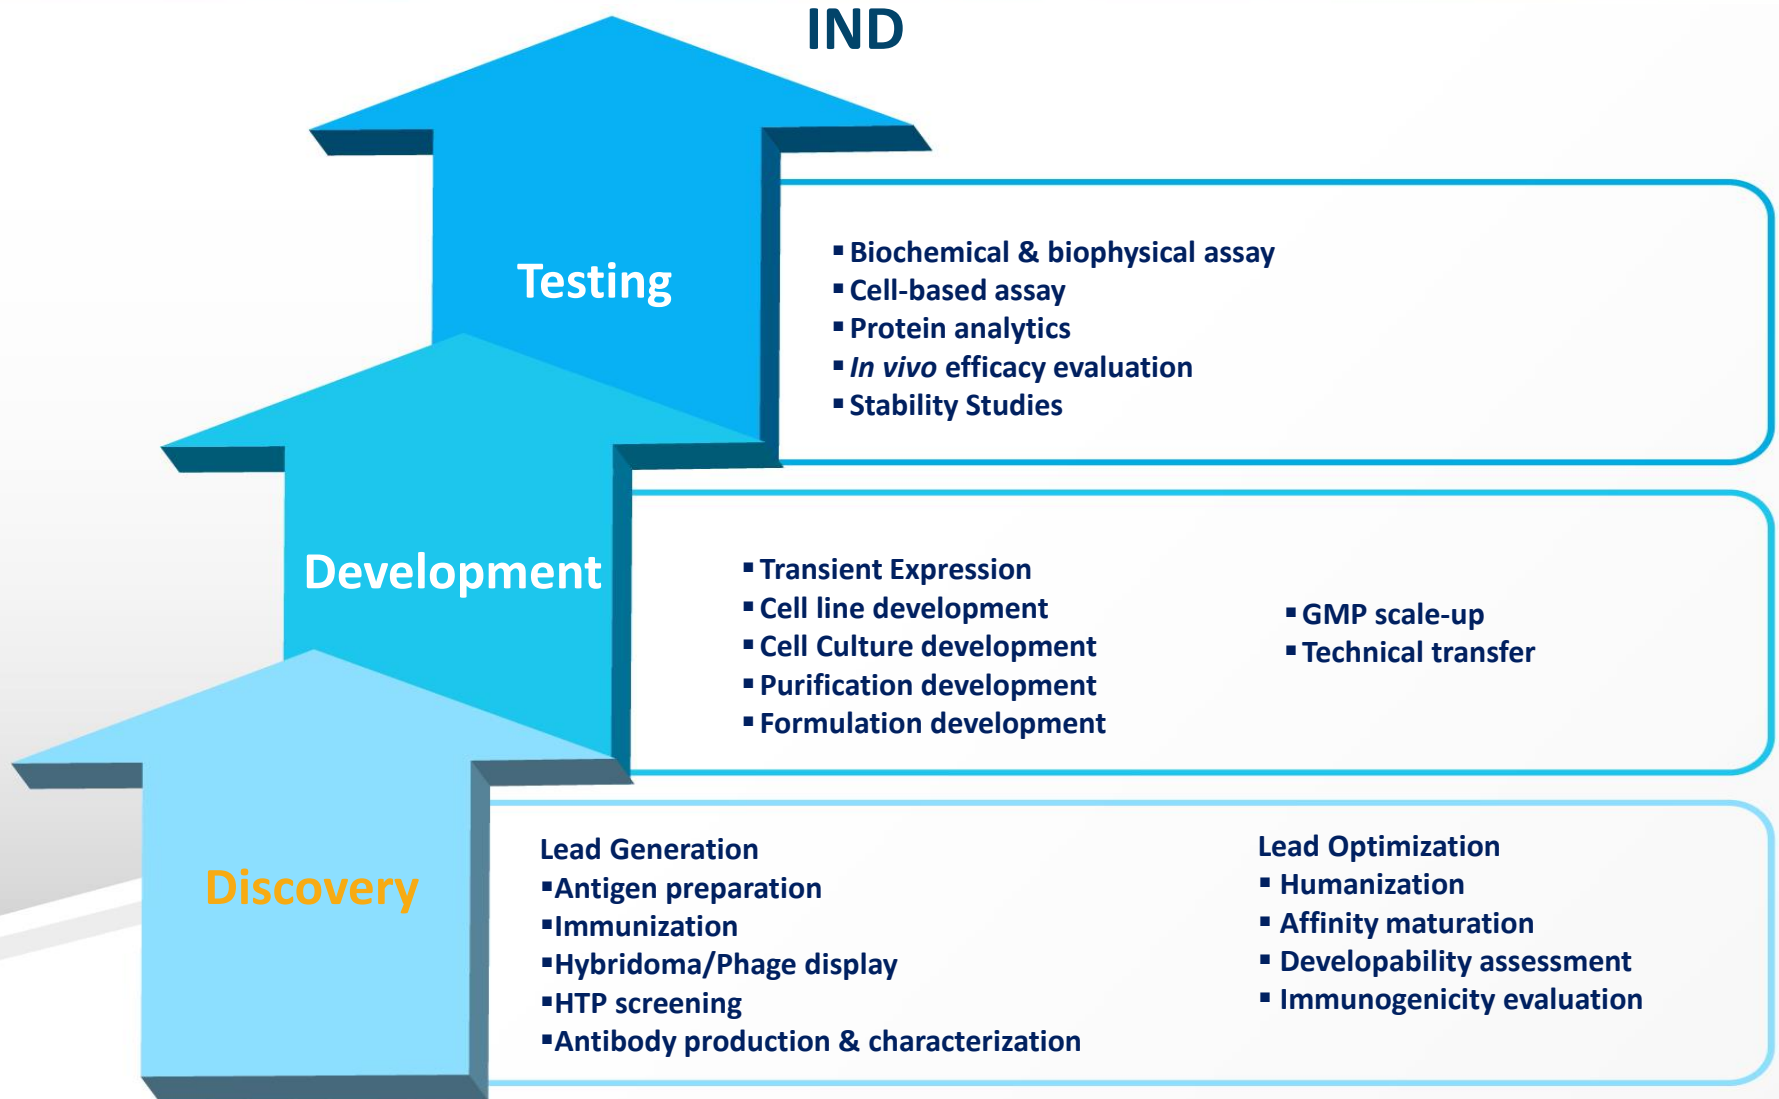 IND
Testing
▪ Biochemical & biophysical assay
▪ Cell-based assay
▪ Protein analytics
▪ In vivo efficacy evaluation
▪ Stability Studies
Development
▪ Transient Expression
▪ Cell line development
▪ Cell Culture development
▪ Purification development
▪ Formulation development
▪ GMP scale-up
▪ Technical transfer
Discovery
Lead Generation
▪Antigen preparation
▪Immunization
▪Hybridoma/Phage display
▪HTP screening
▪Antibody production & characterization
Lead Optimization
▪ Humanization
▪ Affinity maturation
▪ Developability assessment
▪ Immunogenicity evaluation